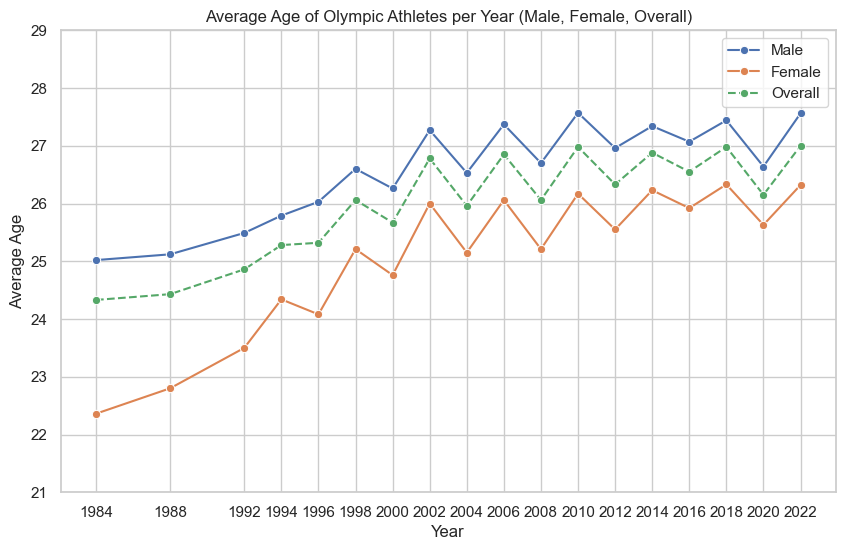 Average Age of Olympic Athletes per Year (Male, Female, Overall)
Male
Female
Overall
29
28
27
26
25
24
23
22
21
Average Age
1984 1988 1992 1994 1996 1998 2000 2002 2004 2006 2008 2010 2012 2014 2016 2018 2020 2022
Year